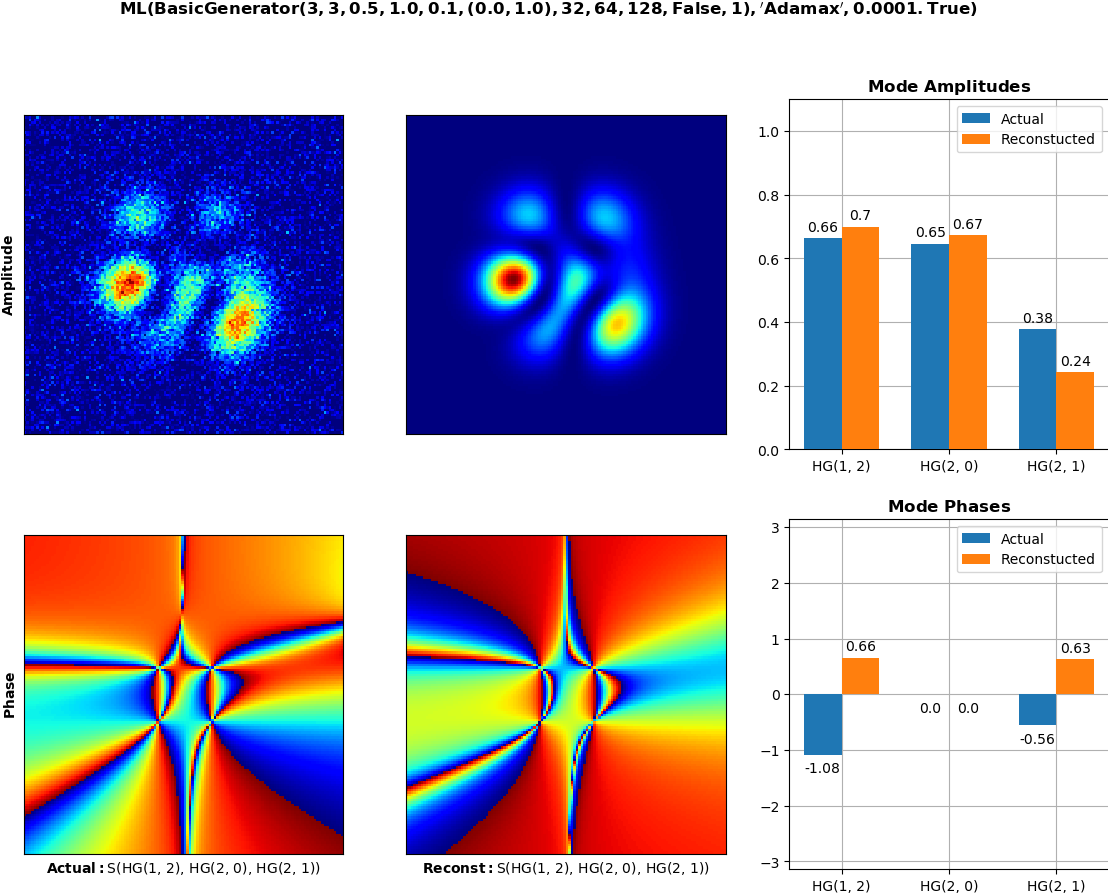 ML(BasicGenerator(3, 3, 0.5, 1.0, 0.1, (0.0, 1.0), 32, 64, 128, False, 1), ′Adamax′, 0.0001. True)
Mode Amplitudes
Amplitude
1.0
0.8
0.6
0.4
0.2
0.0
Actual
Reconstucted
0.66
0.7
0.65
0.67
0.38
0.24
HG(1, 2)
HG(2, 0)
HG(2, 1)
Mode Phases
Phase
3
2
1
0
−1
−2
−3
Actual
Reconstucted
-1.08
0.66
0.0
0.0
-0.56
0.63
HG(1, 2)
HG(2, 0)
HG(2, 1)
Actual: S(HG(1, 2), HG(2, 0), HG(2, 1))
Reconst: S(HG(1, 2), HG(2, 0), HG(2, 1))